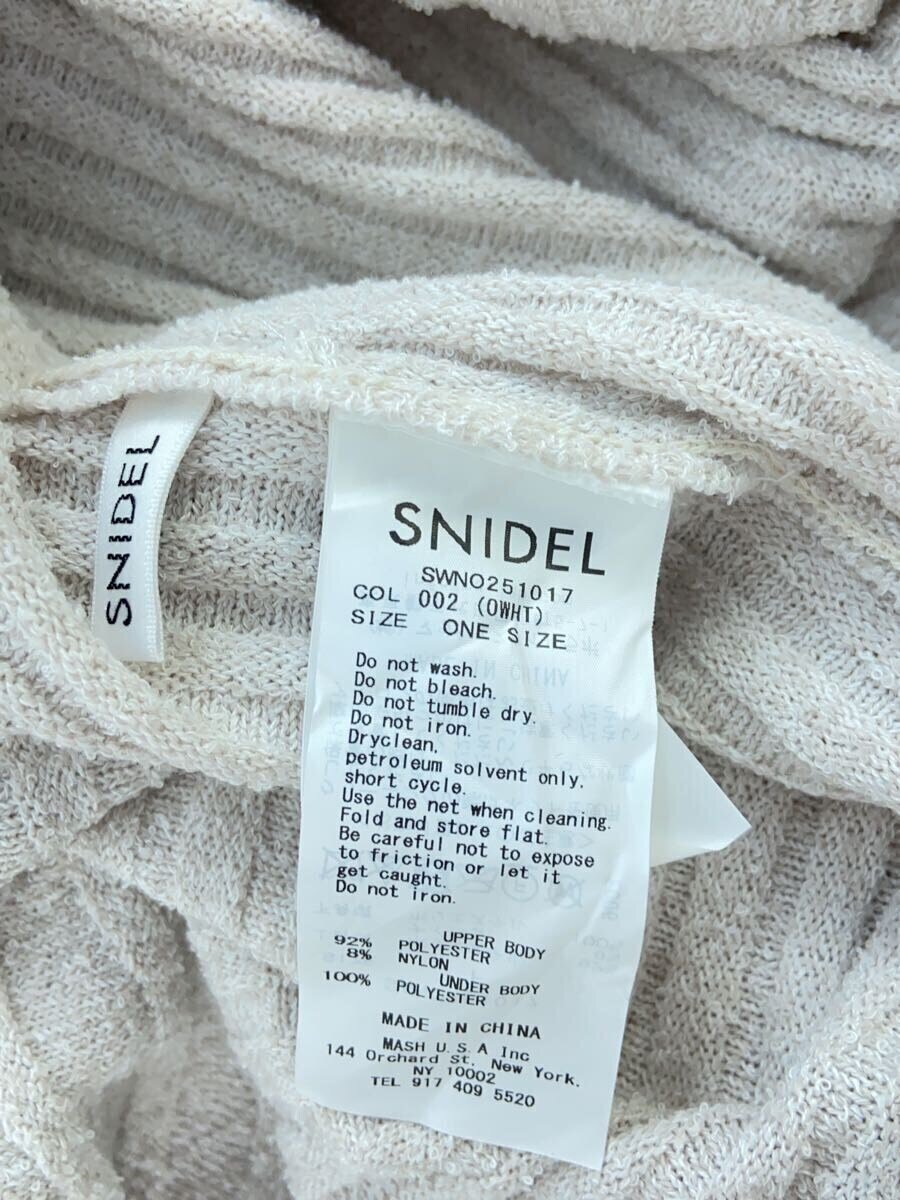 SNIDEL
SNIDEL
SWNO251017
COL 002 (OWHT)
SIZE ONE SIZE
Do not wash.
Do not bleach.
Do not tumble dry.
Do not iron.
Dryclean,
petroleum solvent only.
short cycle.
Use the net when cleaning.
Fold and store flat.
Be careful not to expose
to friction or let it
get caught.
Do not iron.
UPPER BODY
92% POLYESTER
8% NYLON
UNDER BODY
100% POLYESTER
MADE IN CHINA
MASH U.S.A Inc
144 Orchard St. New York.
NY 10002
TEL 917 409 5520